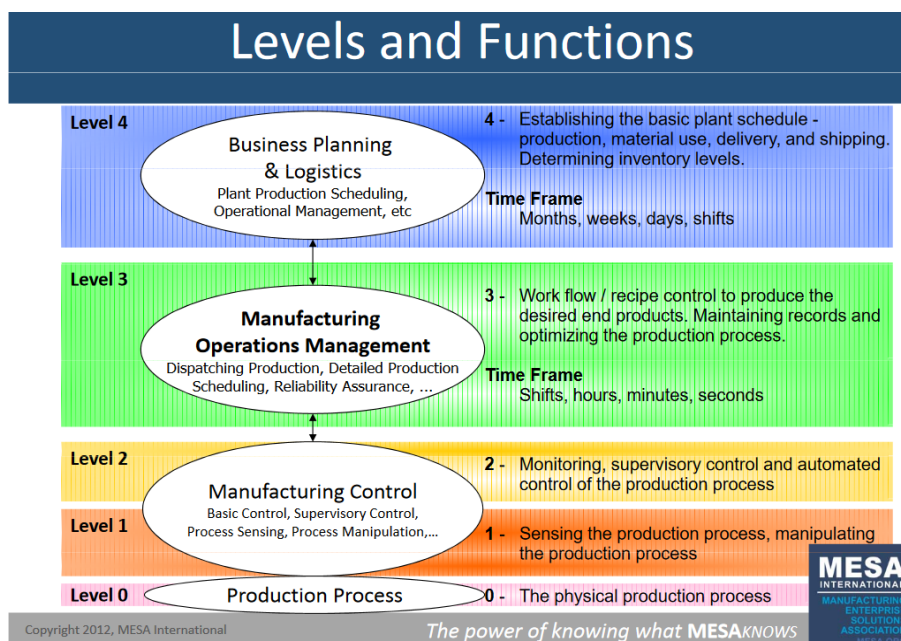 Levels and Functions
Level 4
Business Planning
& Logistics
Plant Production Scheduling,
Operational Management, etc
4 - Establishing the basic plant schedule -
production, material use, delivery, and shipping.
Determining inventory levels.
Time Frame
Months, weeks, days, shifts
Level 3
Manufacturing
Operations Management
Dispatching Production, Detailed Production
Scheduling, Reliability Assurance, ...
3 - Work flow / recipe control to produce the
desired end products. Maintaining records and
optimizing the production process.
Time Frame
Shifts, hours, minutes, seconds
Level 2
Manufacturing Control
Basic Control, Supervisory Control,
Process Sensing, Process Manipulation,...
2 - Monitoring, supervisory control and automated
control of the production process
Level 1
1 - Sensing the production process, manipulating
the production process
Level 0
Production Process
0 - The physical production process
MESA
INTERNATIONAL
MANUFACTURING
ENTERPRISE
SOLUTIONS
ASSOCIATION
Copyright 2012, MESA International
The power of knowing what MESAKNOWS